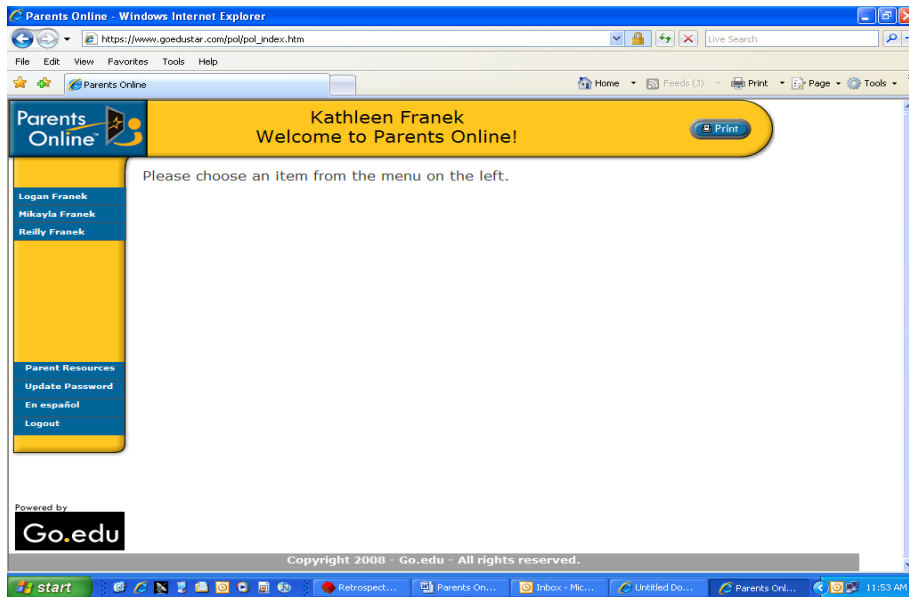 Parents Online - Windows Internet Explorer
https://www.goedustar.com/pol/pol_index.htm
Live Search
File Edit View Favorites Tools Help
Parents Online
Home Feeds (J) Print Page Tools
Parents
Online™
Kathleen Franek
Welcome to Parents Online!
Print
Please choose an item from the menu on the left.
Logan Franek
Mikayla Franek
Reilly Franek
Parent Resources
Update Password
En español
Logout
Powered by
Go.edu
Copyright 2008 - Go.edu - All rights reserved.
start Retrospect... Parents On... Inbox - Mic... Untitled Do... Parents Onl... 11:53 AM